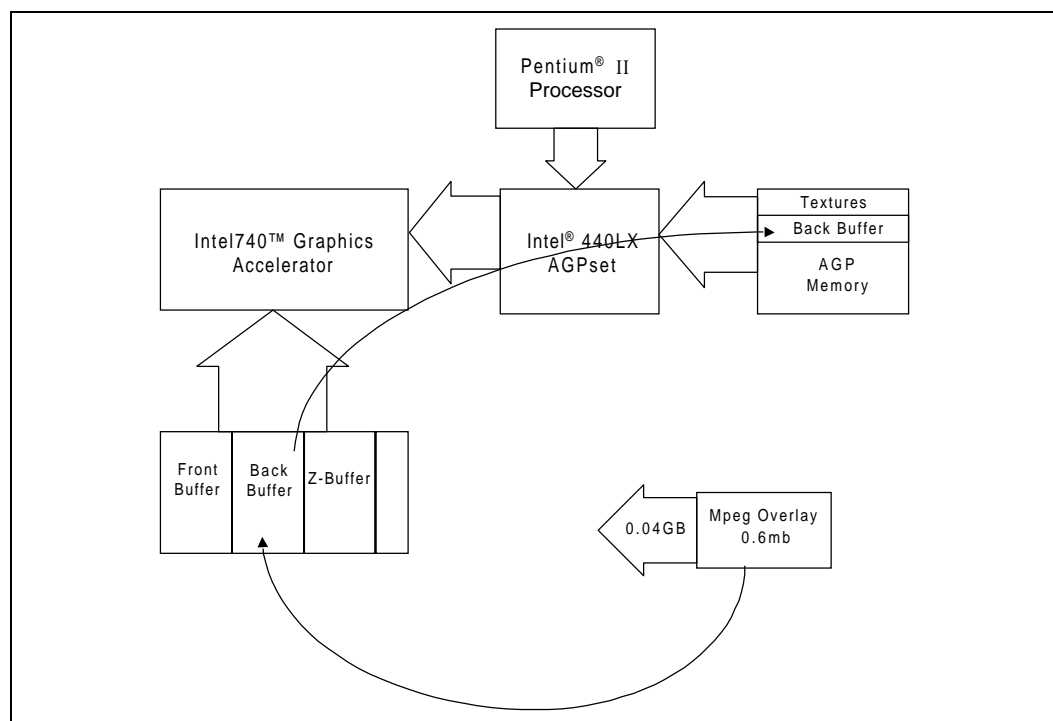 Pentium® II
Processor
Intel740™ Graphics
Accelerator
Intel® 440LX
AGPset
Textures
Back Buffer
AGP
Memory
Front
Buffer
Back
Buffer
Z-Buffer
0.04GB
Mpeg Overlay
0.6mb